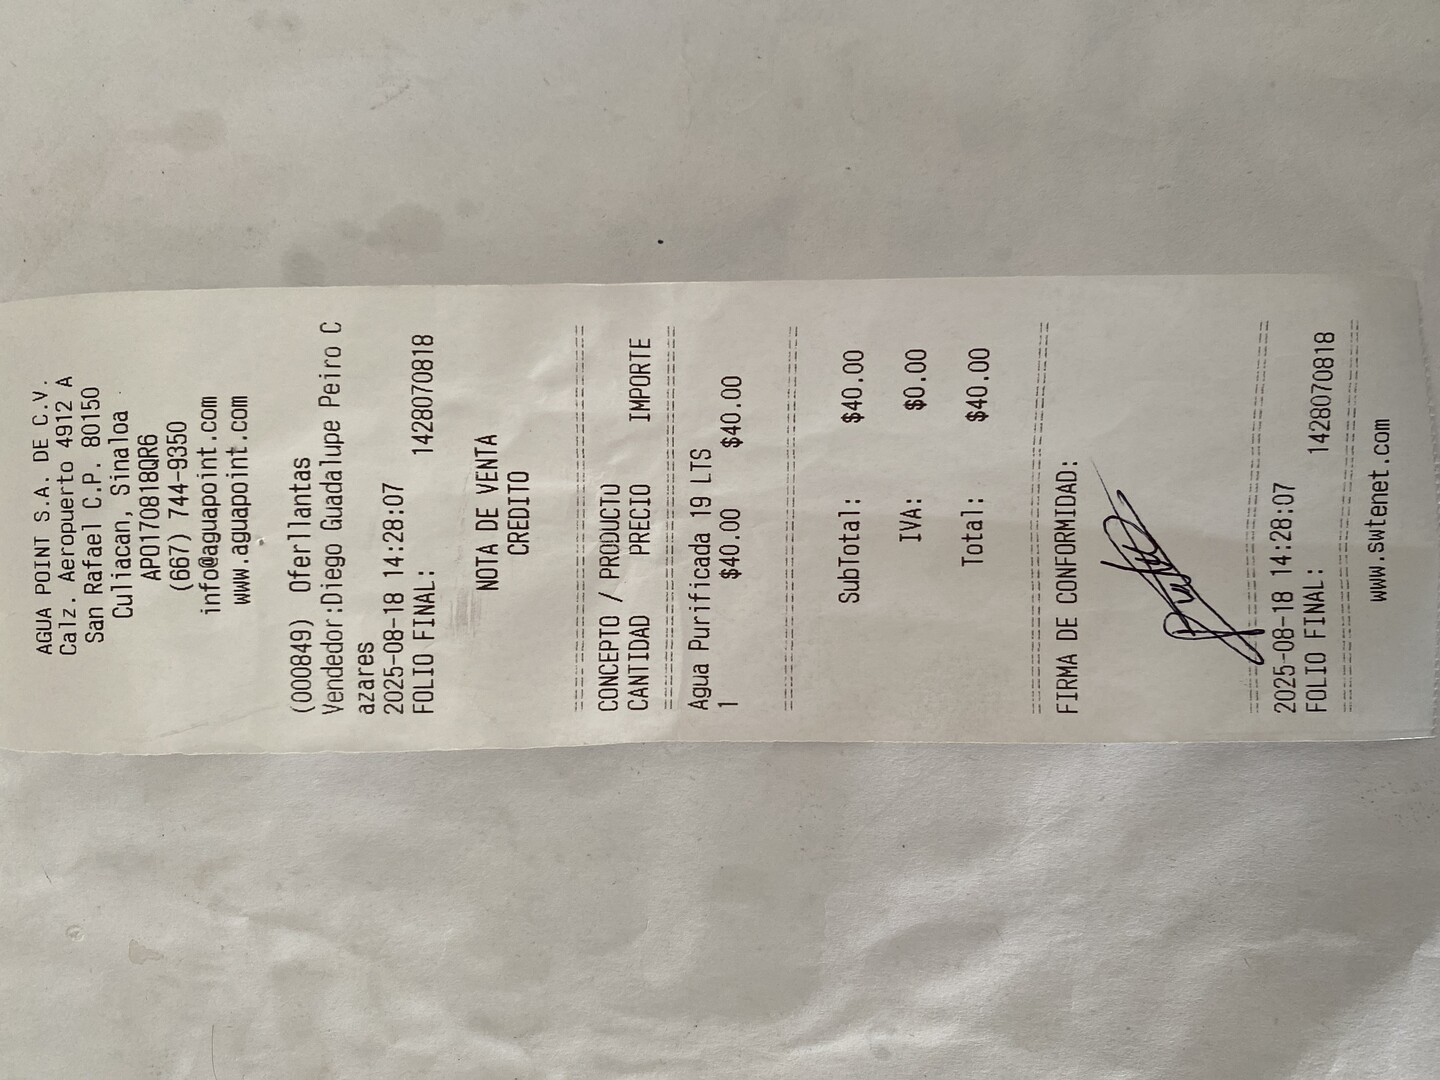 AGUA POINT S.A. DE C.V.
Calz. Aeropuerto 4912 A
San Rafael C.P. 80150
Culiacan, Sinaloa
APO170818QR6
(667) 744-9350
info@aguapoint.com
www.aguapoint.com
(000849) Oferllantas
Vendedor:Diego Guadalupe Peiro C
azares
2025-08-18 14:28:07
FOLIO FINAL: 1428070818
NOTA DE VENTA
CREDITO
CONCEPTO / PRODUCTO
CANTIDAD PRECIO IMPORTE
Agua Purificada 19 LTS
1 $40.00 $40.00
SubTotal: $40.00
IVA: $0.00
Total: $40.00
FIRMA DE CONFORMIDAD:
2025-08-18 14:28:07
FOLIO FINAL: 1428070818
www.swtenet.com